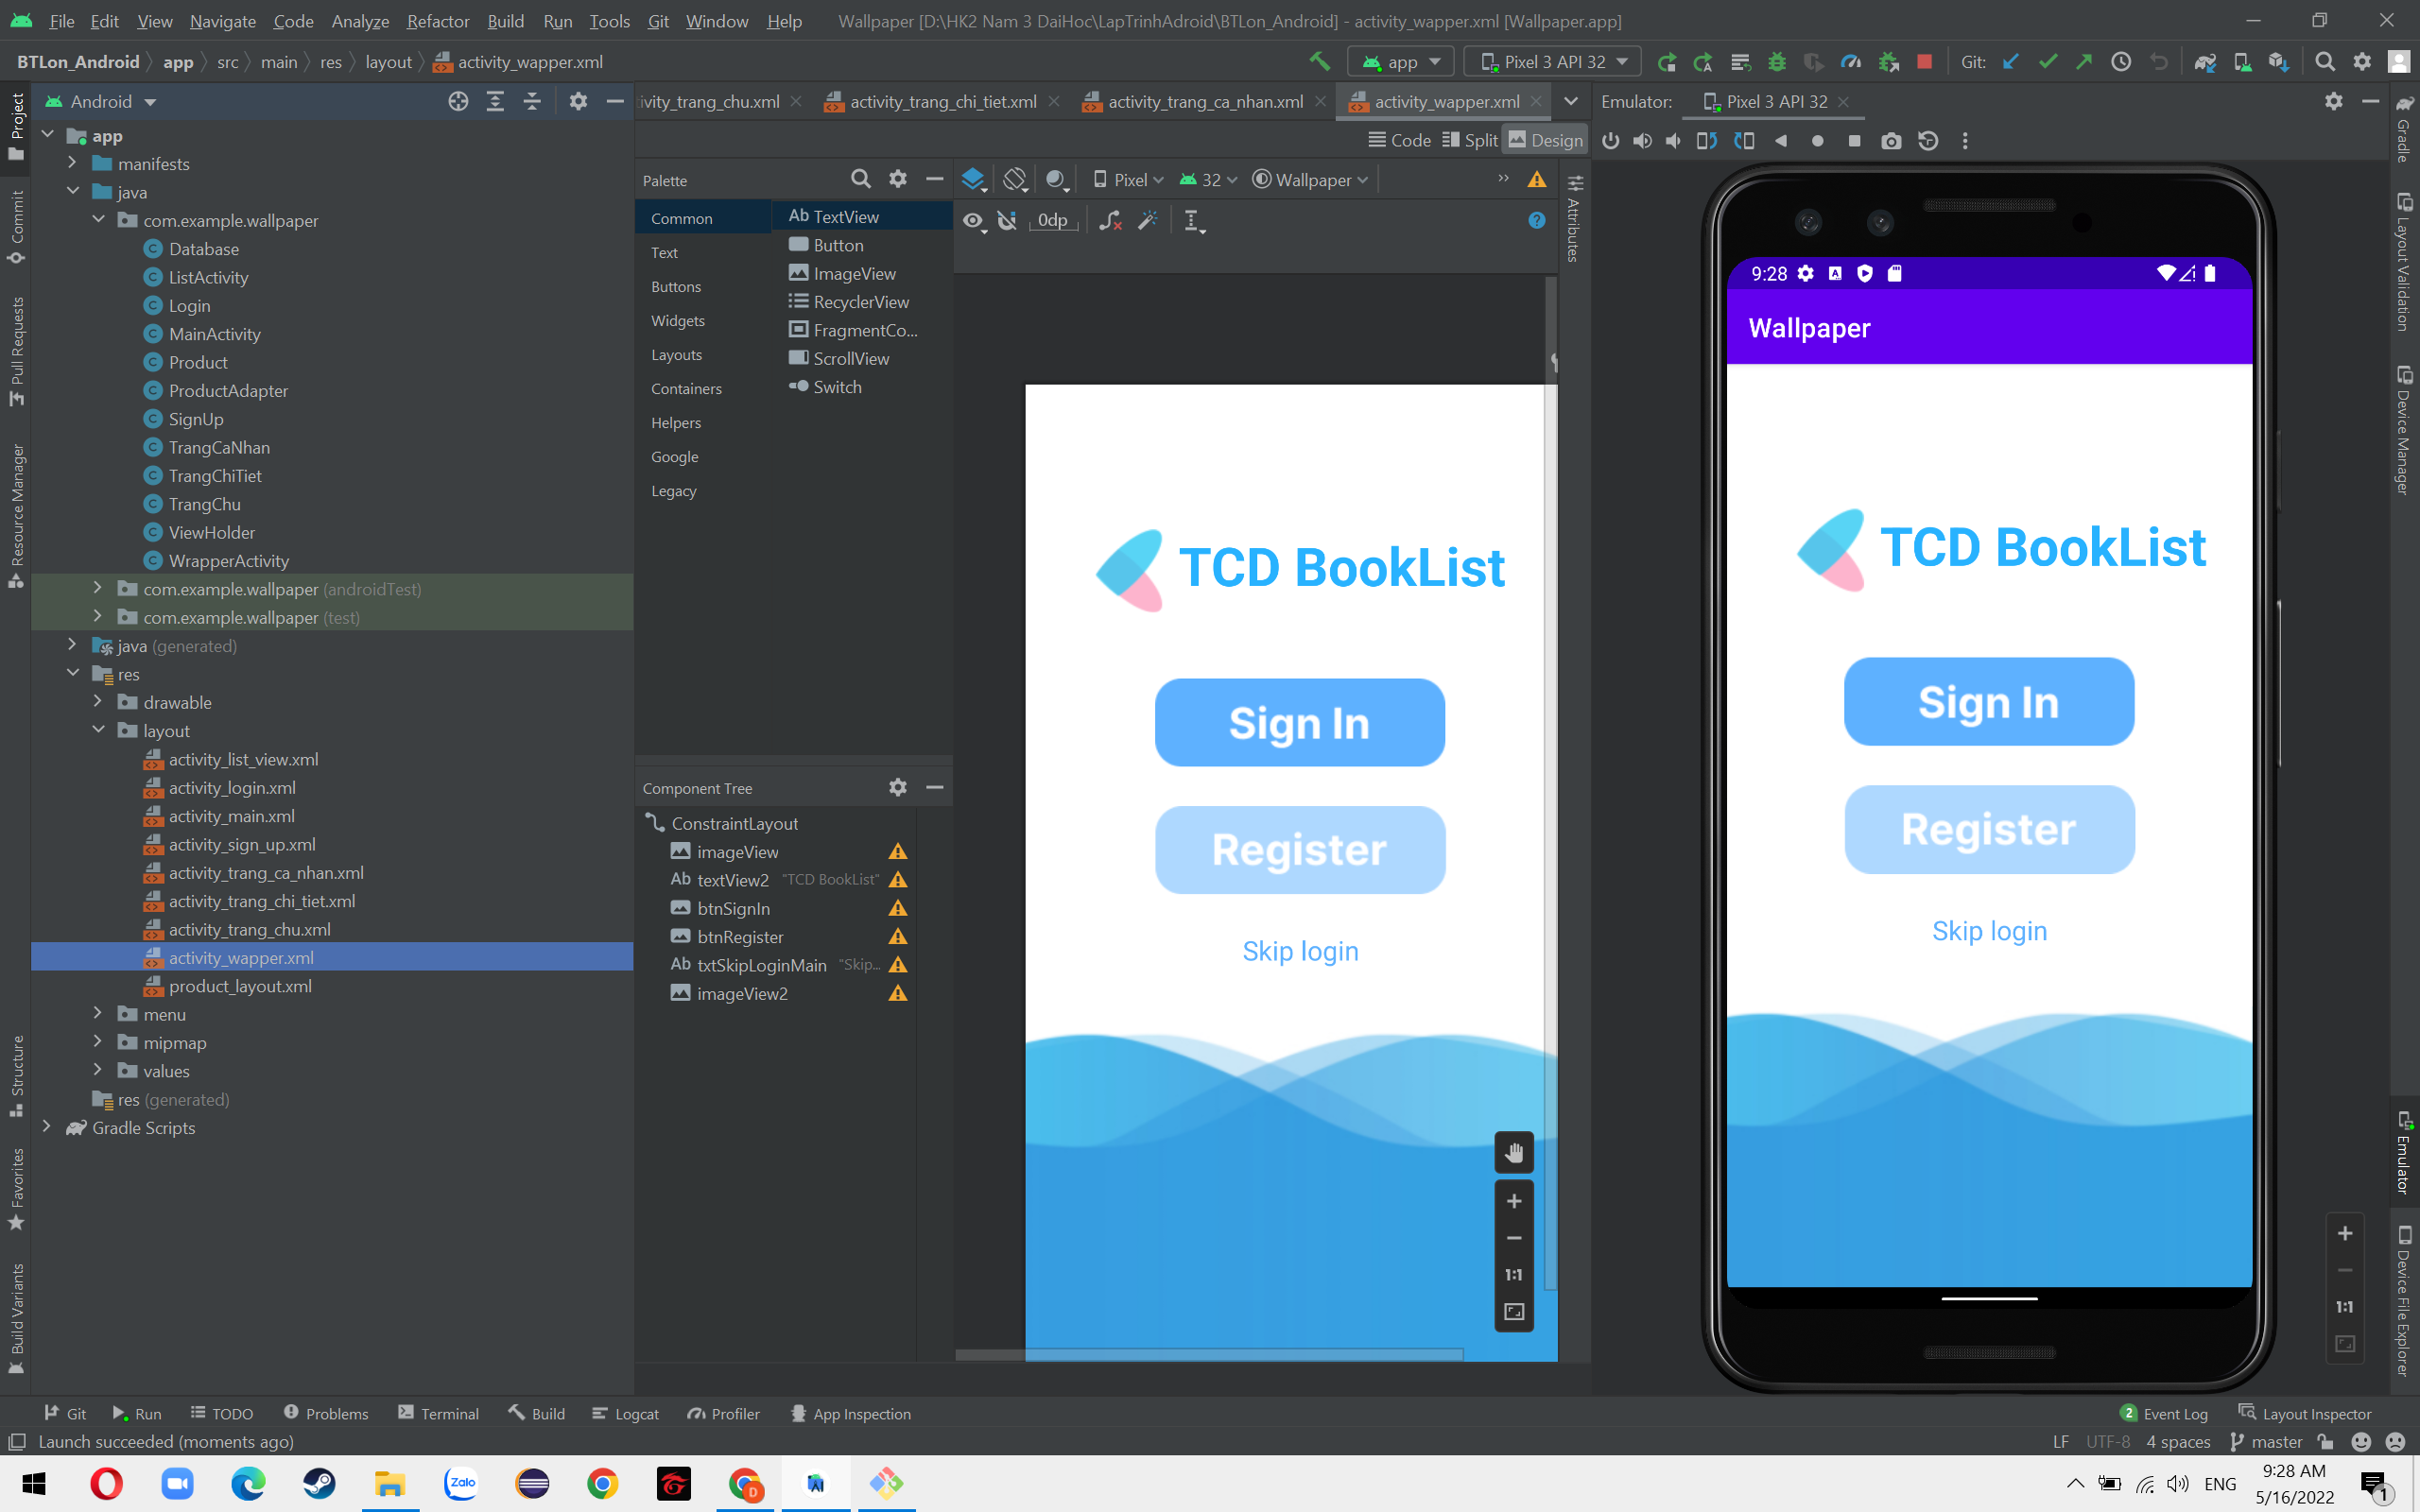 File Edit View Navigate Code Analyze Refactor Build Run Tools Git Window Help Wallpaper [D:\HK2 Nam 3 DaiHoc\LapTrinhAdroid\BTLon_Android] - activity_wapper.xml [Wallpaper.app]
BTLon_Android app src main res layout activity_wapper.xml app Pixel 3 API 32 Git:
Project
Commit
Pull Requests
Resource Manager
Structure
Favorites
Build Variants
Android
app
manifests
java
com.example.wallpaper
Database
ListActivity
Login
MainActivity
Product
ProductAdapter
SignUp
TrangCaNhan
TrangChiTiet
TrangChu
ViewHolder
WrapperActivity
com.example.wallpaper (androidTest)
com.example.wallpaper (test)
java (generated)
res
drawable
layout
activity_list_view.xml
activity_login.xml
activity_main.xml
activity_sign_up.xml
activity_trang_ca_nhan.xml
activity_trang_chi_tiet.xml
activity_trang_chu.xml
activity_wapper.xml
product_layout.xml
menu
mipmap
values
res (generated)
Gradle Scripts
ivity_trang_chu.xml activity_trang_chi_tiet.xml activity_trang_ca_nhan.xml activity_wapper.xml
Code Split Design
Palette
Common
Text
Buttons
Widgets
Layouts
Containers
Helpers
Google
Legacy
Ab TextView
Button
ImageView
RecyclerView
FragmentCo...
ScrollView
Switch
Pixel 32 Wallpaper
0dp
Attributes
Component Tree
ConstraintLayout
imageView
Ab textView2 "TCD BookList"
btnSignIn
btnRegister
Ab txtSkipLoginMain "Skip...
imageView2
TCD BookList
Sign In
Register
Skip login
1:1
Emulator: Pixel 3 API 32
9:28
Wallpaper
TCD BookList
Sign In
Register
Skip login
1:1
Gradle
Layout Validation
Device Manager
Emulator
Device File Explorer
Git Run TODO Problems Terminal Build Logcat Profiler App Inspection 2 Event Log Layout Inspector
Launch succeeded (moments ago) LF UTF-8 4 spaces master
Zalo
D
ENG
9:28 AM
5/16/2022
1